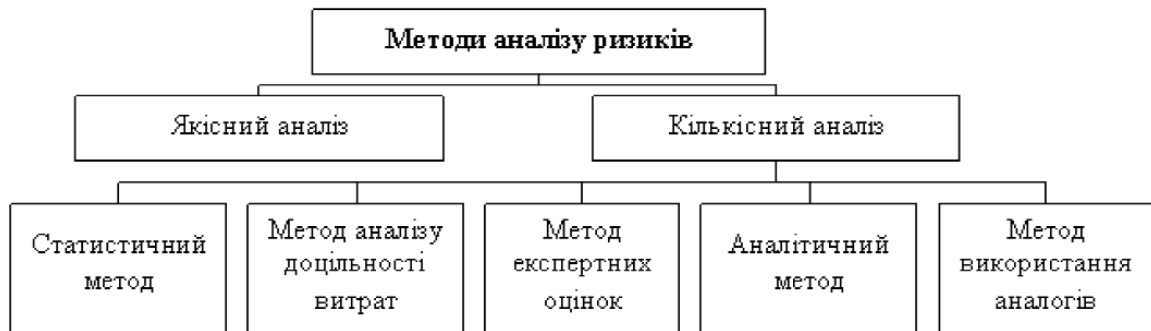 Методи аналізу ризиків
Якісний аналіз
Кількісний аналіз
Статистичний
метод
Метод аналізу
доцільності
витрат
Метод
експертних
оцінок
Аналітичний
метод
Метод
використання
аналогів